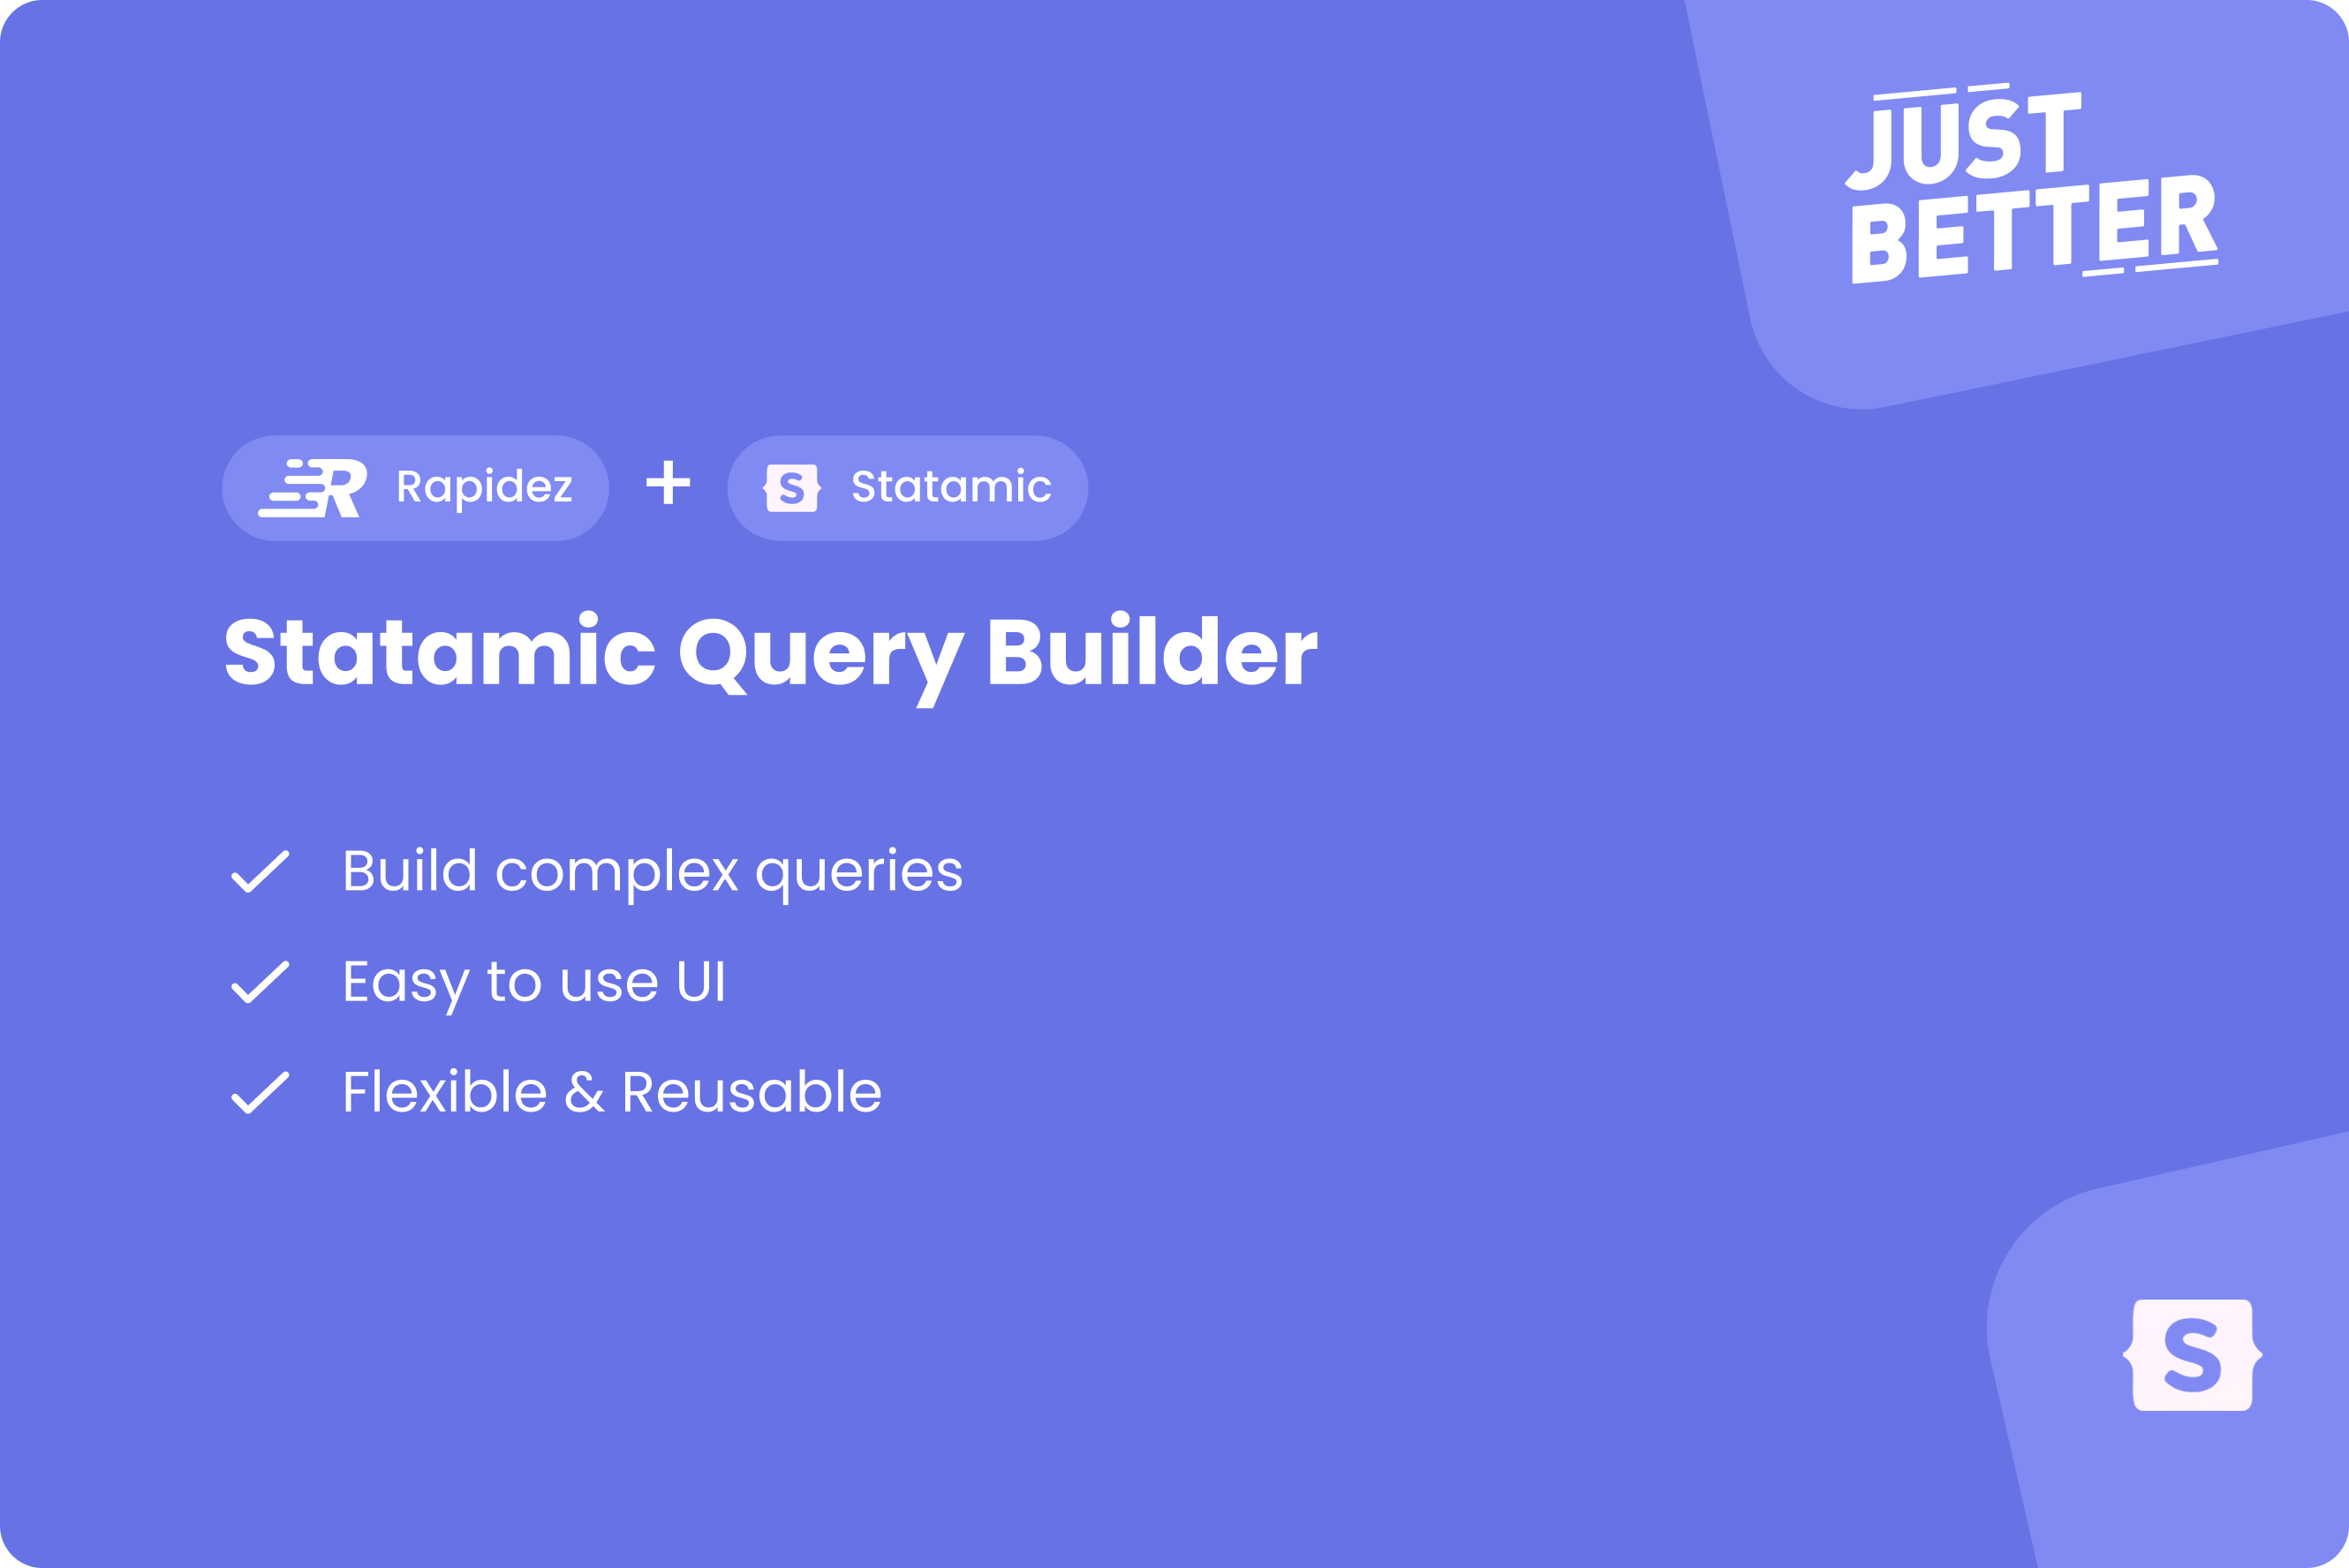 JUST
BETTER
Rapidez + Statamic
Statamic Query Builder
Build complex queries
Easy to use UI
Flexible & Reusable
S